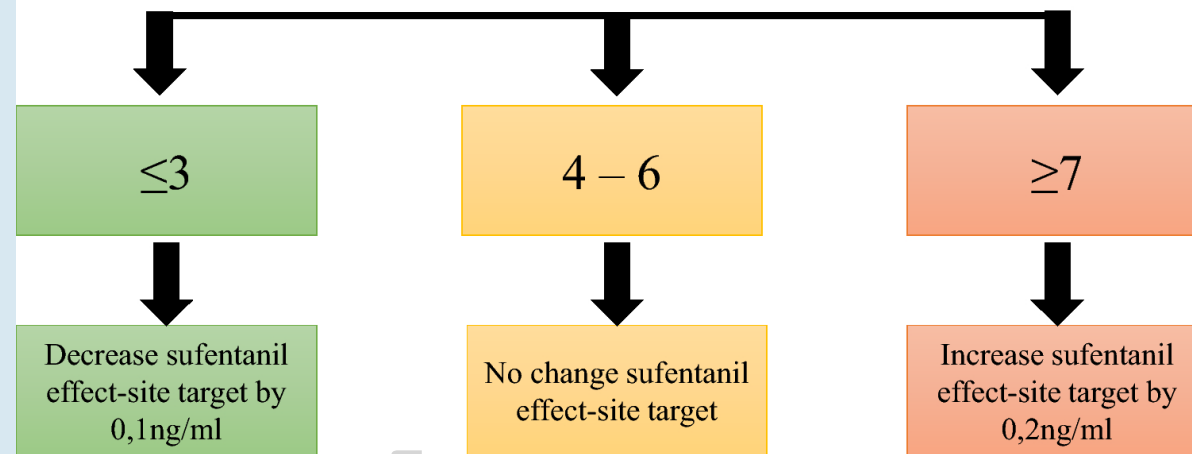 ≤3
4 – 6
≥7
Decrease sufentanil
effect-site target by
0,1ng/ml
No change sufentanil
effect-site target
Increase sufentanil
effect-site target by
0,2ng/ml